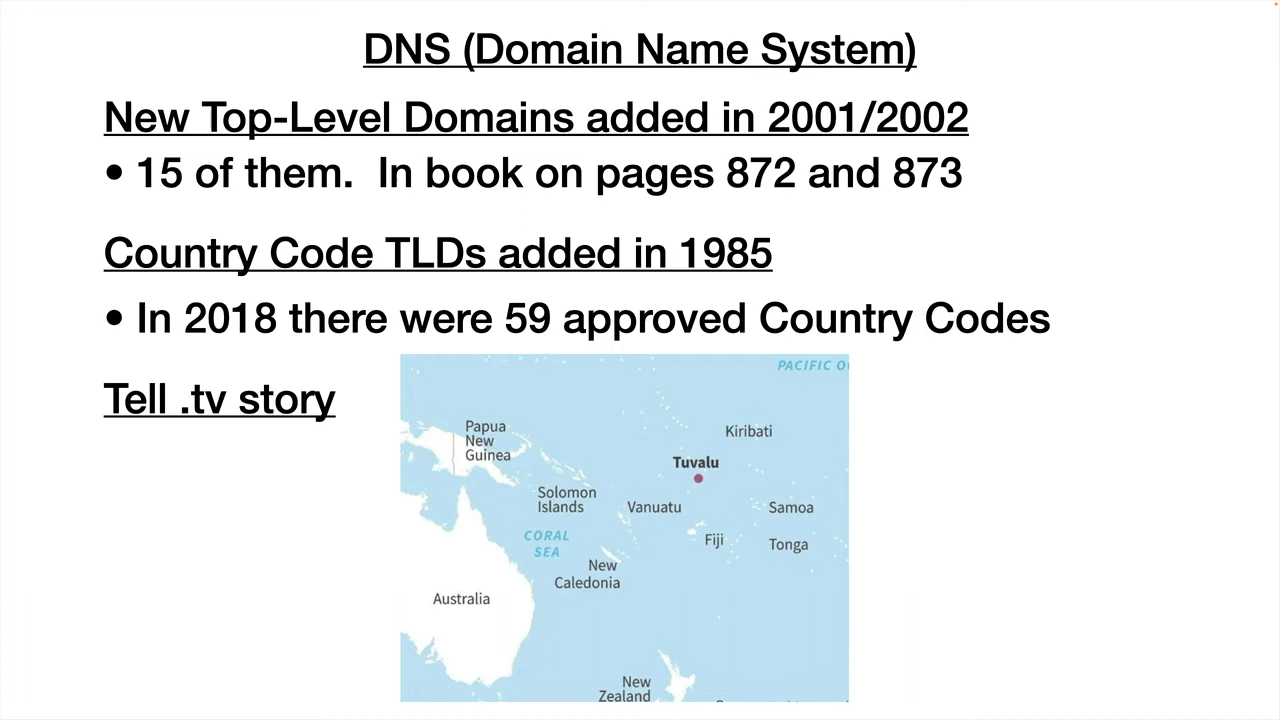 DNS (Domain Name System)
New Top-Level Domains added in 2001/2002
• 15 of them.  In book on pages 872 and 873
Country Code TLDs added in 1985
• In 2018 there were 59 approved Country Codes
Tell .tv story
PACIFIC O
Papua
New
Guinea
Kiribati
Tuvalu
Solomon
Islands
Vanuatu
Samoa
CORAL
SEA
Fiji
Tonga
New
Caledonia
Australia
New
Zealand